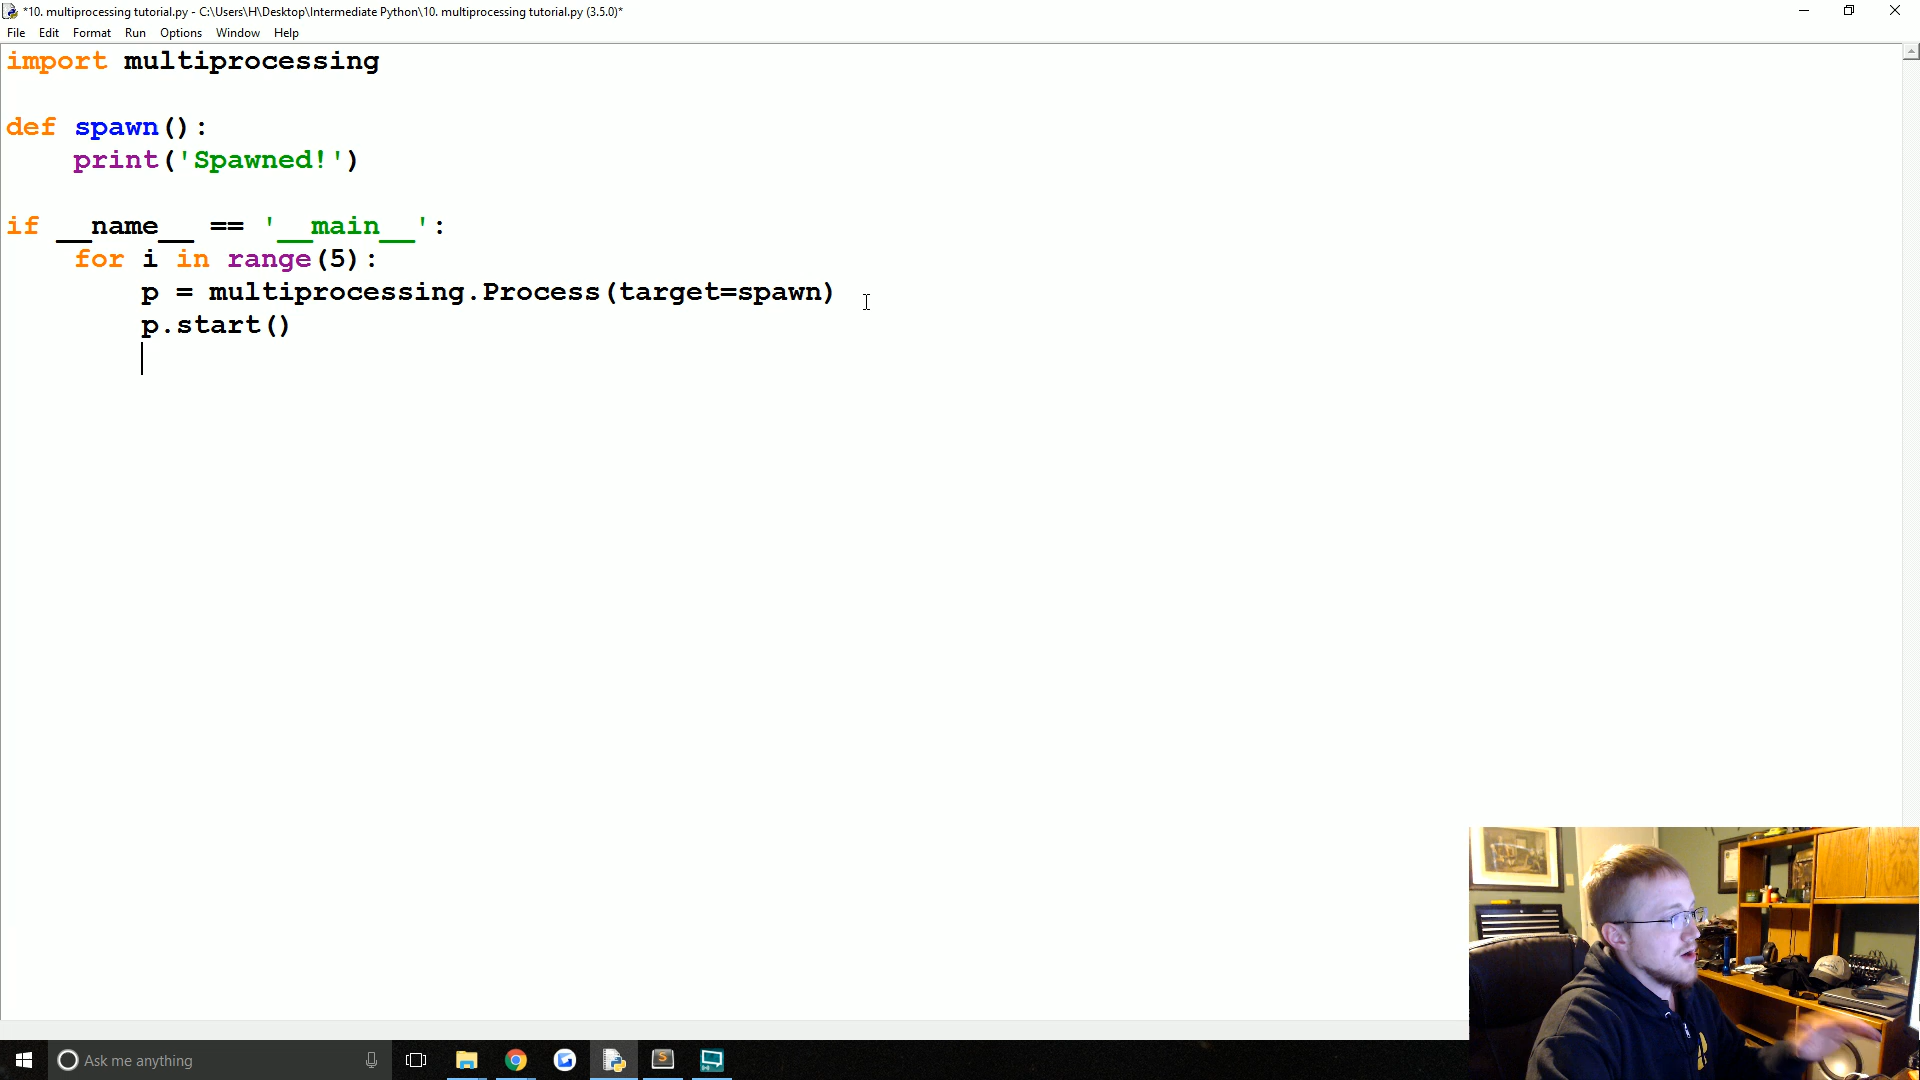 *10. multiprocessing tutorial.py - C:\Users\H\Desktop\Intermediate Python\10. multiprocessing tutorial.py (3.5.0)*
File Edit Format Run Options Window Help
import multiprocessing
def spawn():
print('Spawned!')
if __name__ == '__main__':
for i in range(5):
p = multiprocessing.Process(target=spawn)
p.start()
Ask me anything